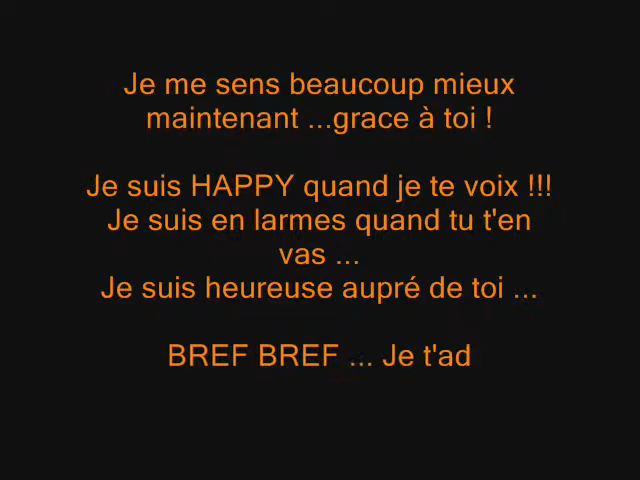 Je me sens beaucoup mieux
maintenant ...grace à toi !
Je suis HAPPY quand je te voix !!!
Je suis en larmes quand tu t'en
vas ...
Je suis heureuse aupré de toi ...
BREF BREF ... Je t'ad